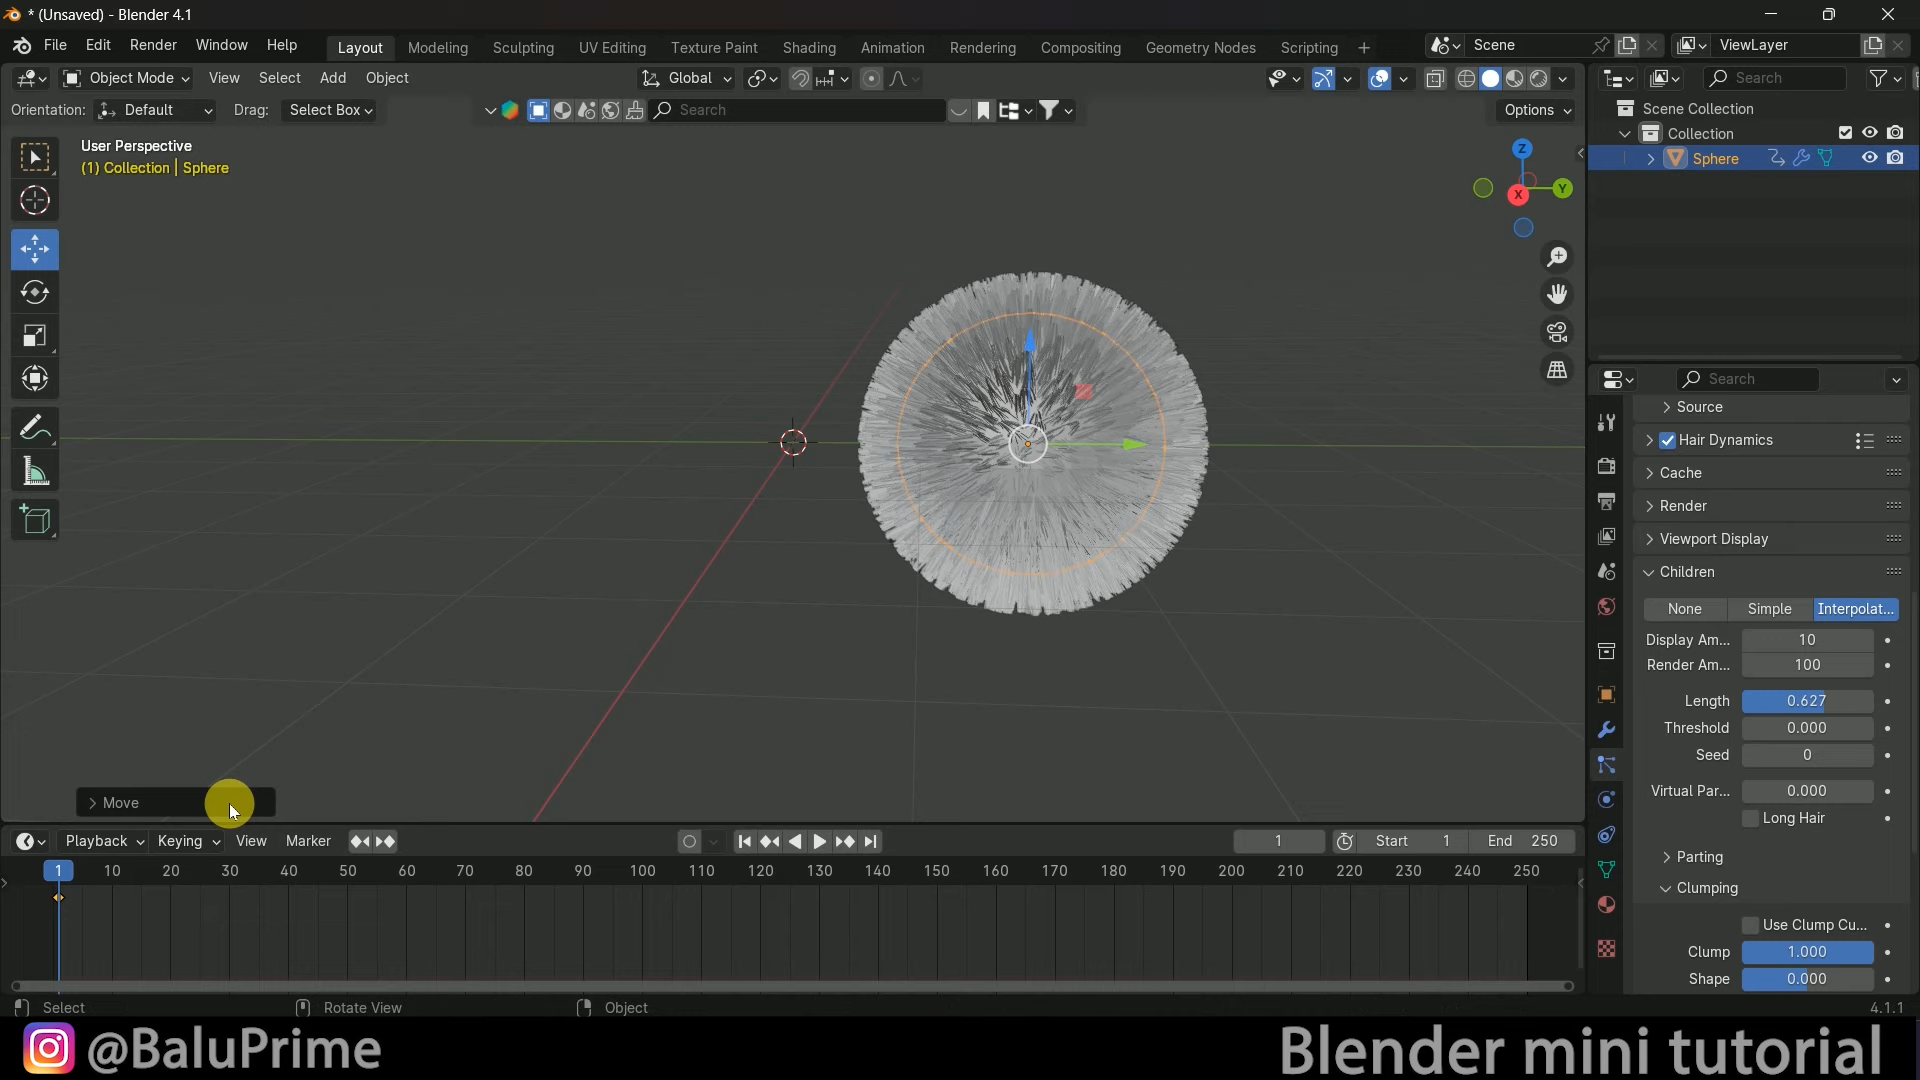 * (Unsaved) - Blender 4.1
File Edit Render Window Help Layout Modeling Sculpting UV Editing Texture Paint Shading Animation Rendering Compositing Geometry Nodes Scripting + Scene ViewLayer
Object Mode View Select Add Object Global Search
Orientation: Default Drag: Select Box Search Options
User Perspective
(1) Collection | Sphere
Scene Collection
Collection
Sphere
Z
Y
X
Search
Source
Hair Dynamics
Cache
Render
Viewport Display
Children
None Simple Interpolat...
Display Am... 10
Render Am... 100
Length 0.627
Threshold 0.000
Seed 0
Virtual Par... 0.000
Long Hair
Parting
Clumping
Use Clump Cu...
Clump 1.000
Shape 0.000
Move
Playback Keying View Marker 1 Start 1 End 250
1 10 20 30 40 50 60 70 80 90 100 110 120 130 140 150 160 170 180 190 200 210 220 230 240 250
Select Rotate View Object 4.1.1
@BaluPrime Blender mini tutorial